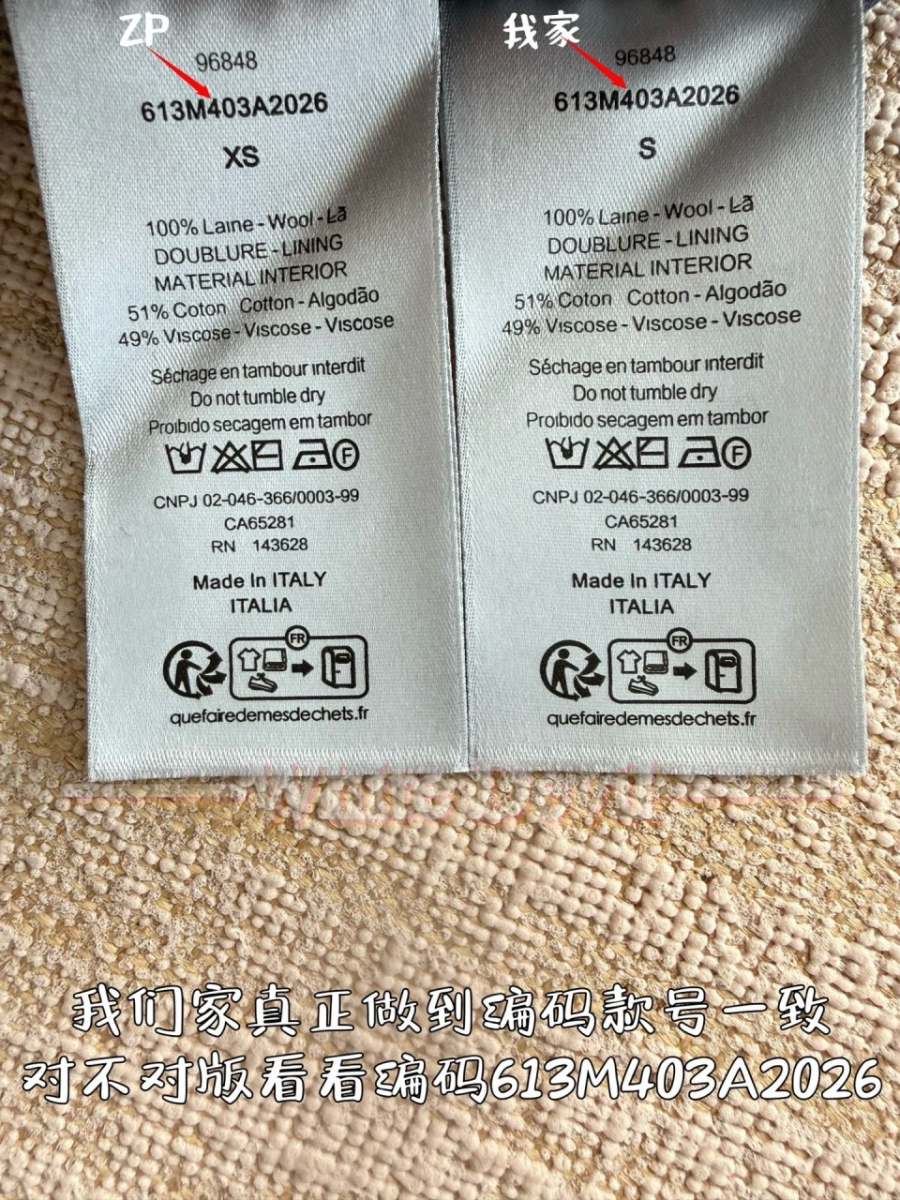 ZP
96848
613M403A2026
XS
100% Laine - Wool - Lã
DOUBLURE - LINING
MATERIAL INTERIOR
51% Coton Cotton - Algodão
49% Viscose - Viscose - Viscose
Séchage en tambour interdit
Do not tumble dry
Proibido secagem em tambor
F
CNPJ 02-046-366/0003-99
CA65281
RN 143628
Made In ITALY
ITALIA
FR
quefairedemesdechets.fr
我家
96848
613M403A2026
S
100% Laine - Wool - Lã
DOUBLURE - LINING
MATERIAL INTERIOR
51% Coton Cotton - Algodão
49% Viscose - Viscose - Viscose
Séchage en tambour interdit
Do not tumble dry
Proibido secagem em tambor
F
CNPJ 02-046-366/0003-99
CA65281
RN 143628
Made In ITALY
ITALIA
FR
quefairedemesdechets.fr
我们家真正做到编码款号一致
对不对版看看编码613M403A2026